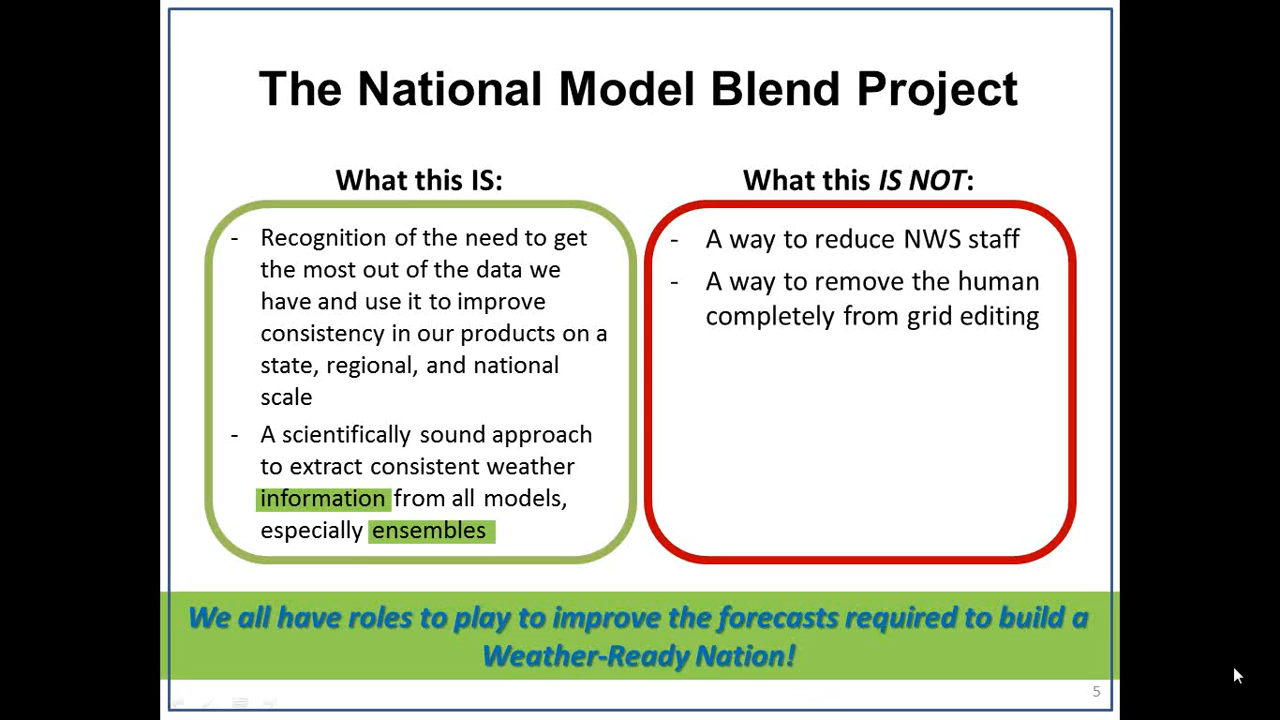 The National Model Blend Project
What this IS:
- Recognition of the need to get
the most out of the data we
have and use it to improve
consistency in our products on a
state, regional, and national
scale
- A scientifically sound approach
to extract consistent weather
information from all models,
especially ensembles
What this IS NOT:
- A way to reduce NWS staff
- A way to remove the human
completely from grid editing
We all have roles to play to improve the forecasts required to build a
Weather-Ready Nation!
5